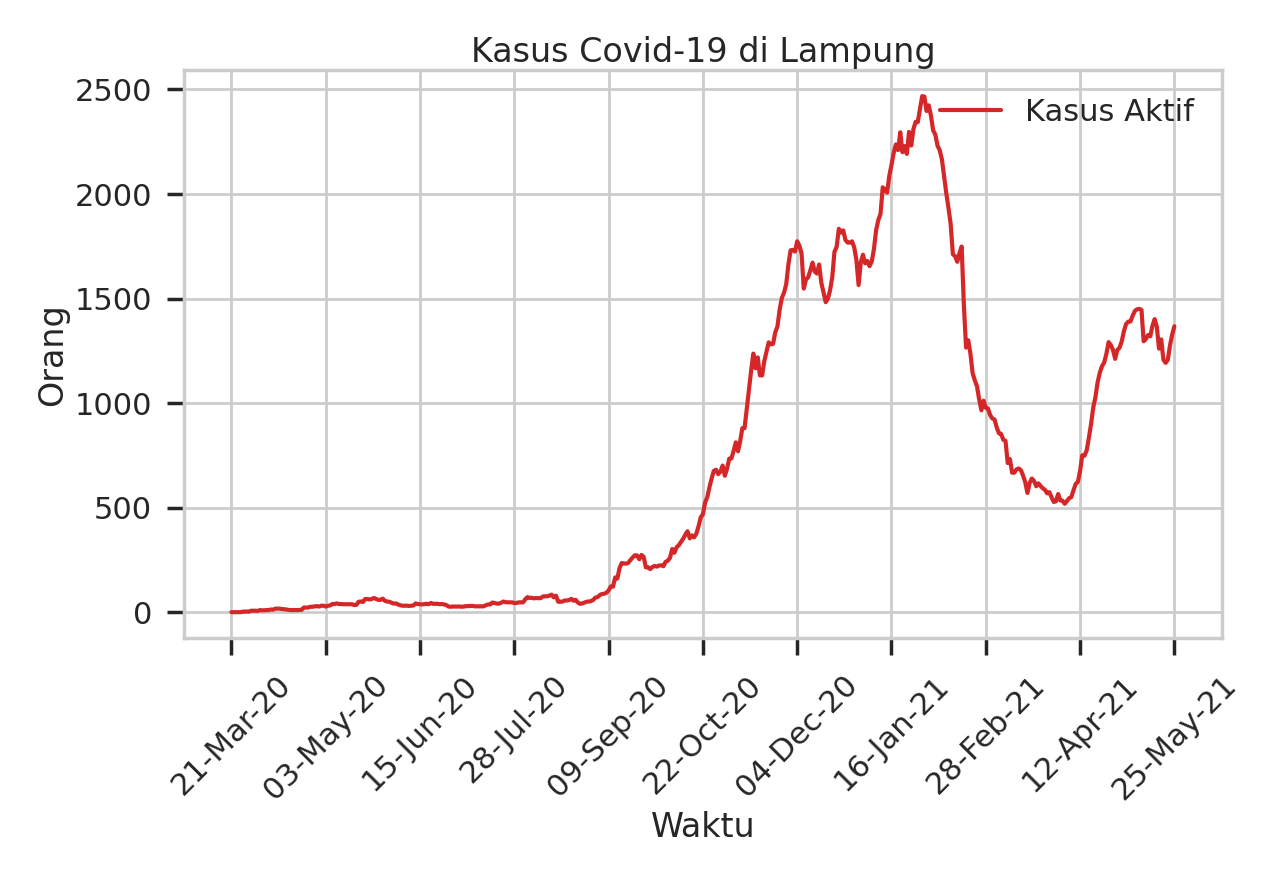 Kasus Covid-19 di Lampung
Kasus Aktif
Orang
2500
2000
1500
1000
500
0
21-Mar-20
03-May-20
15-Jun-20
28-Jul-20
09-Sep-20
22-Oct-20
04-Dec-20
16-Jan-21
28-Feb-21
12-Apr-21
25-May-21
Waktu